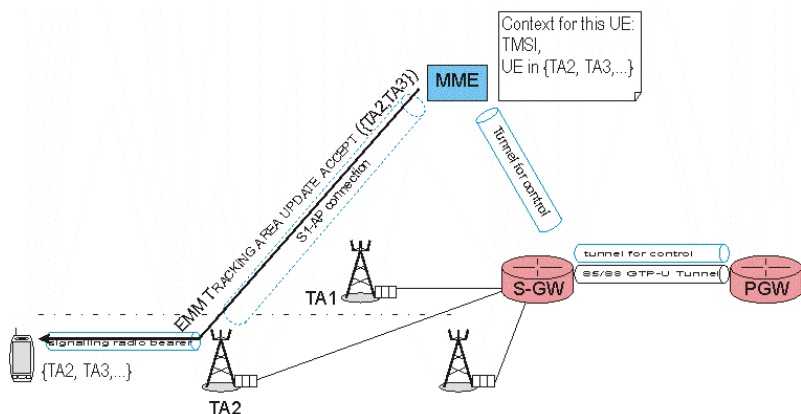 Context for this UE:
TMSI,
UE in {TA2, TA3,...}
MME
EMM TRACKING AREA UPDATE ACCEPT ({TA2,TA3})
S1-AP connection
Tunnel for control
tunnel for control
S5/S8 GTP-U Tunnel
S-GW
PGW
TA1
signalling radio bearer
{TA2, TA3,...}
TA2